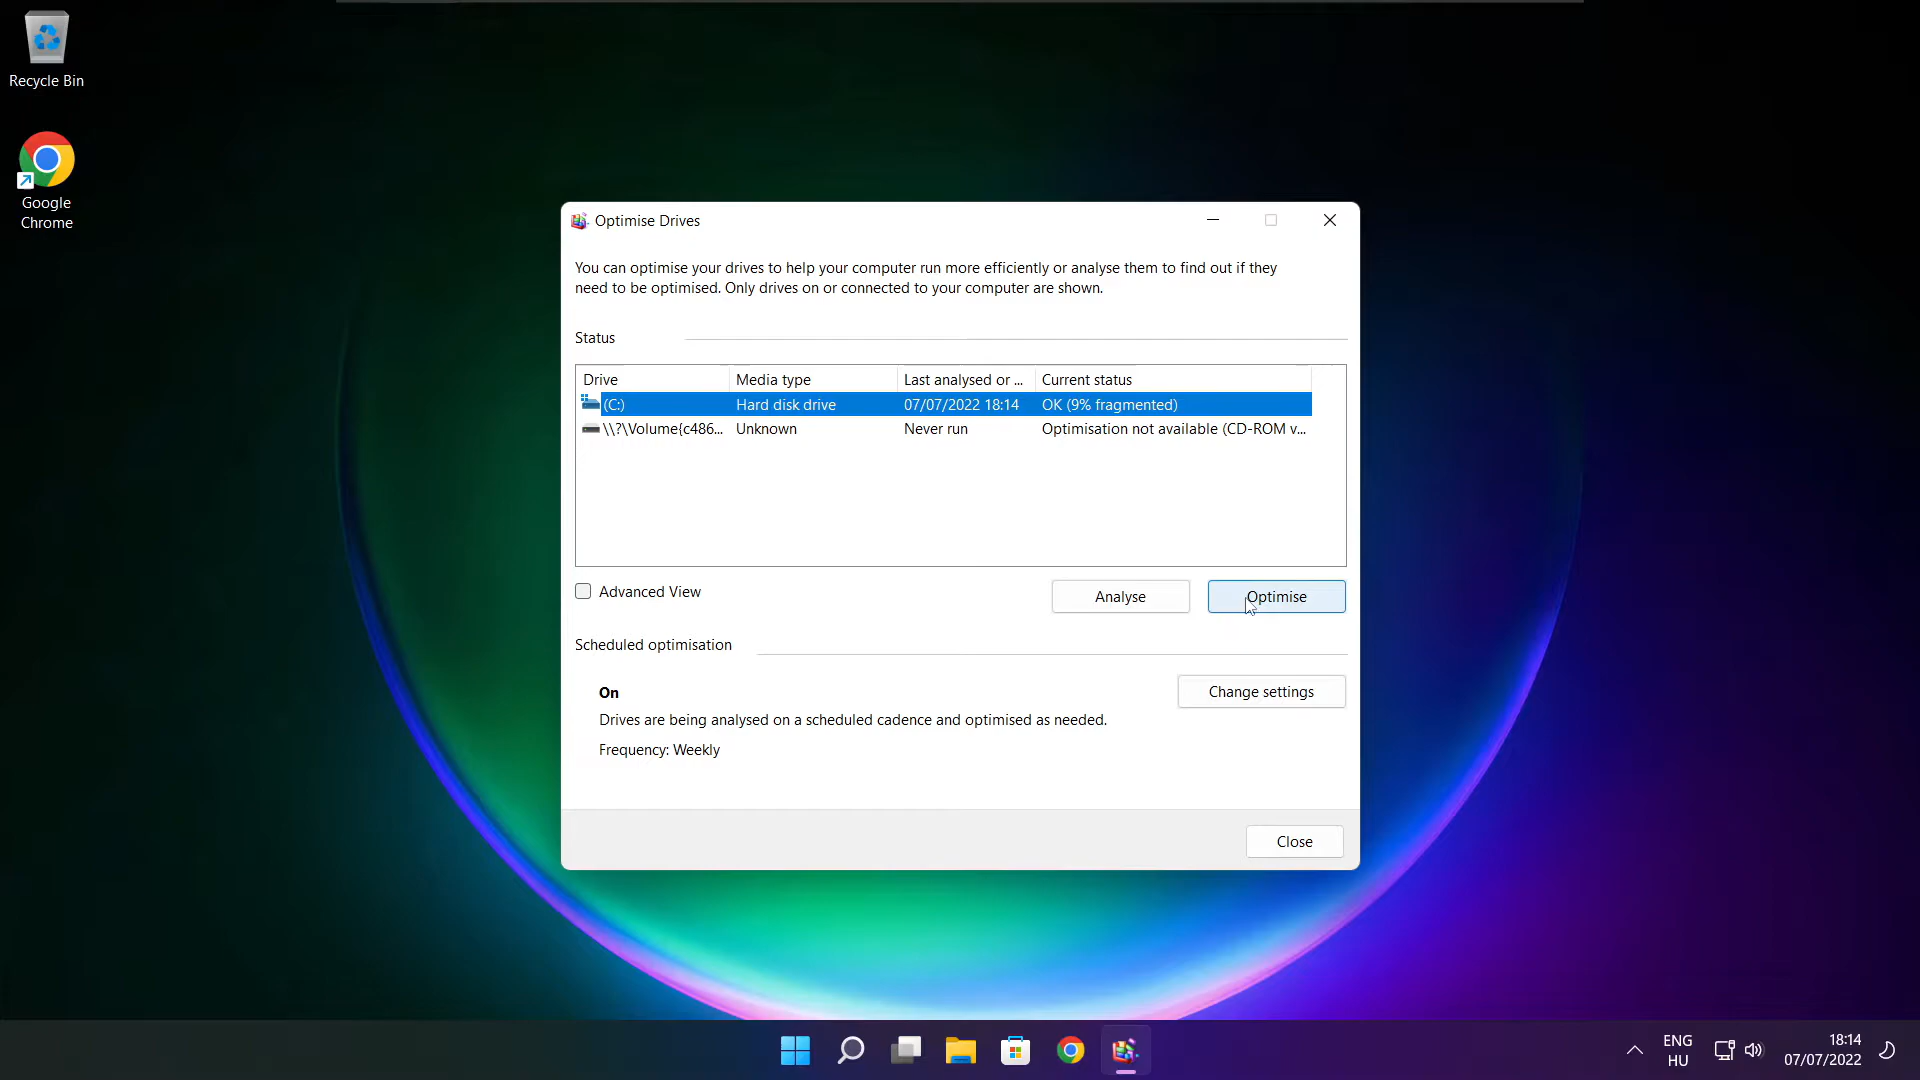 Recycle Bin
Google
Chrome
Optimise Drives
You can optimise your drives to help your computer run more efficiently or analyse them to find out if they
need to be optimised. Only drives on or connected to your computer are shown.
Status
Drive Media type Last analysed or ... Current status
(C:) Hard disk drive 07/07/2022 18:14 OK (9% fragmented)
\\?\Volume{c486... Unknown Never run Optimisation not available (CD-ROM v...
Advanced View Analyse Optimise
Scheduled optimisation
On Change settings
Drives are being analysed on a scheduled cadence and optimised as needed.
Frequency: Weekly
Close
ENG 18:14
HU 07/07/2022